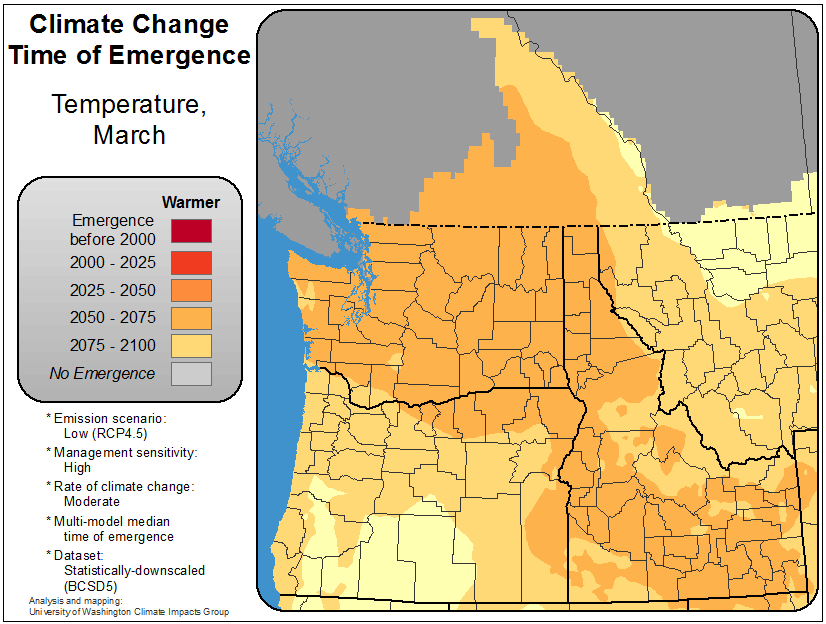 Climate Change
Time of Emergence
Temperature,
March
Warmer
Emergence
before 2000
2000 - 2025
2025 - 2050
2050 - 2075
2075 - 2100
No Emergence
* Emission scenario:
Low (RCP4.5)
* Management sensitivity:
High
* Rate of climate change:
Moderate
* Multi-model median
time of emergence
* Dataset:
Statistically-downscaled
(BCSD5)
Analysis and mapping:
University of Washington Climate Impacts Group